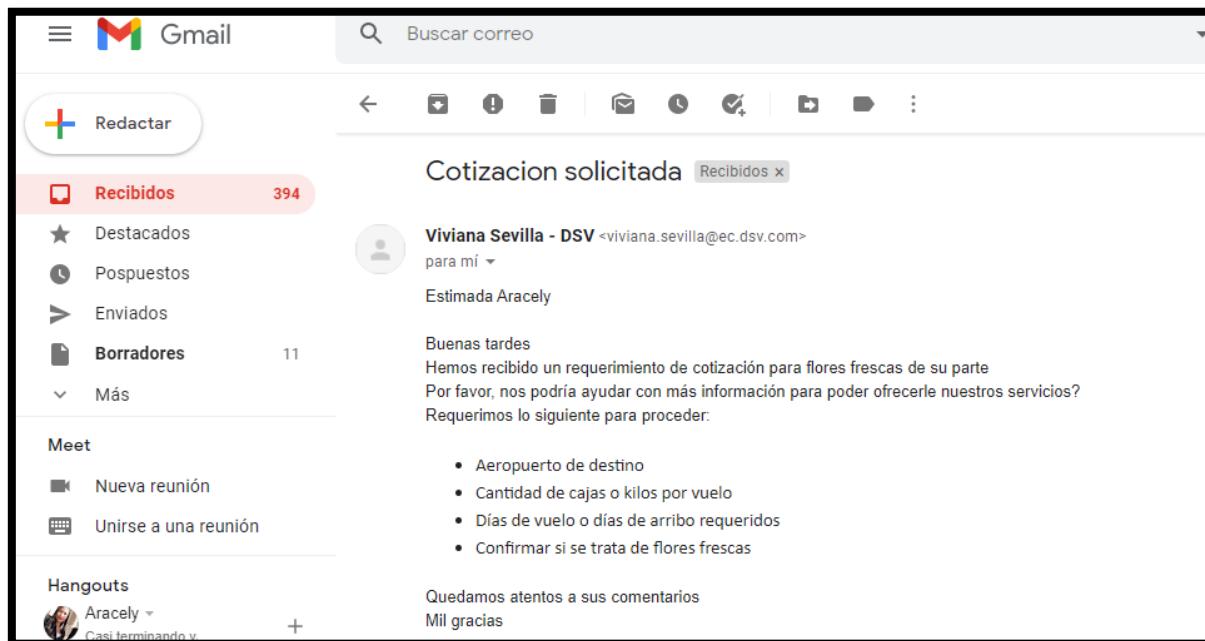 Gmail
Buscar correo
Redactar
Recibidos 394
Destacados
Pospuestos
Enviados
Borradores 11
Más
Meet
Nueva reunión
Unirse a una reunión
Hangouts
Aracely
Casi terminando y.
Cotizacion solicitada Recibidos x
Viviana Sevilla - DSV <viviana.sevilla@ec.dsv.com>
para mí
Estimada Aracely
Buenas tardes
Hemos recibido un requerimiento de cotización para flores frescas de su parte
Por favor, nos podría ayudar con más información para poder ofrecerle nuestros servicios?
Requerimos lo siguiente para proceder:
• Aeropuerto de destino
• Cantidad de cajas o kilos por vuelo
• Días de vuelo o días de arribo requeridos
• Confirmar si se trata de flores frescas
Quedamos atentos a sus comentarios
Mil gracias